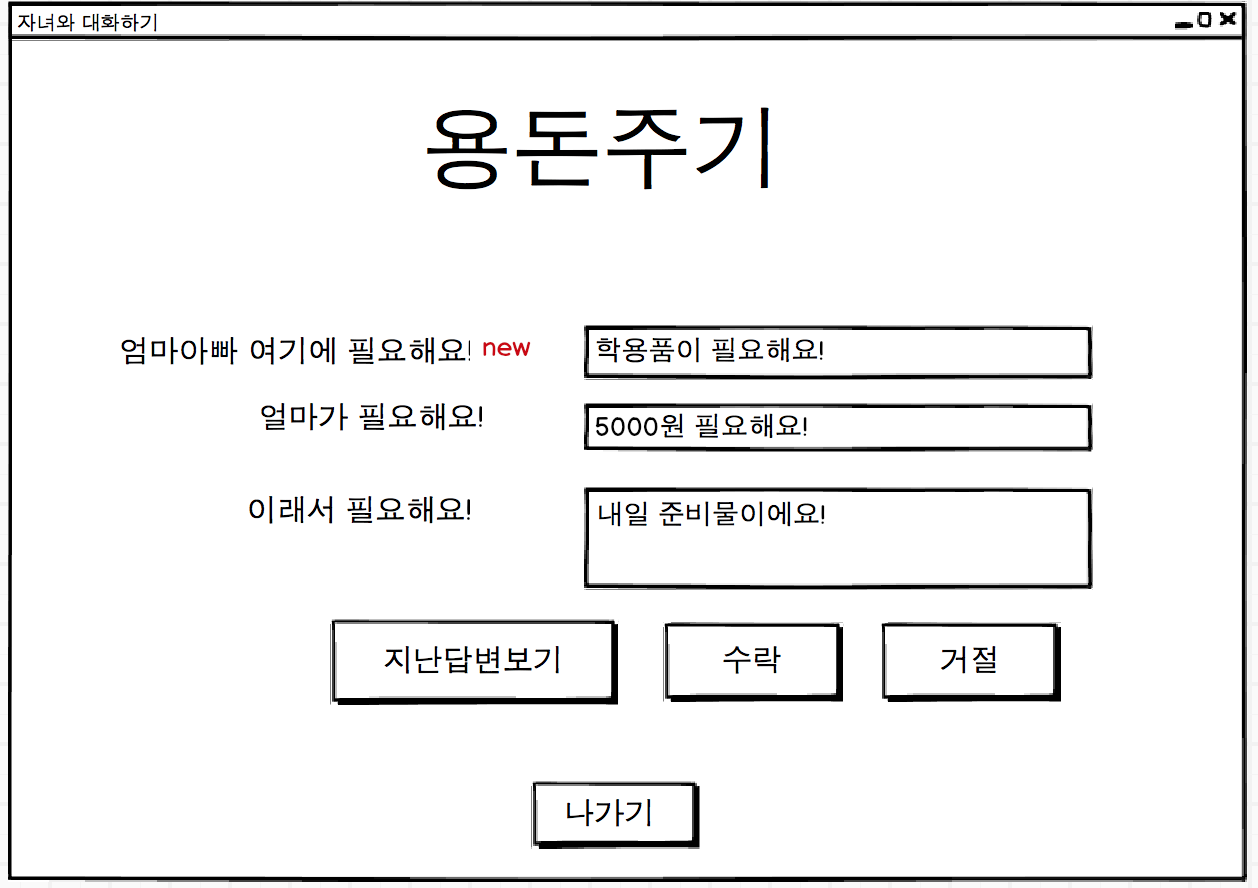 자녀와 대화하기
용돈주기
엄마아빠 여기에 필요해요! new
학용품이 필요해요!
얼마가 필요해요!
5000원 필요해요!
이래서 필요해요!
내일 준비물이에요!
지난답변보기
수락
거절
나가기